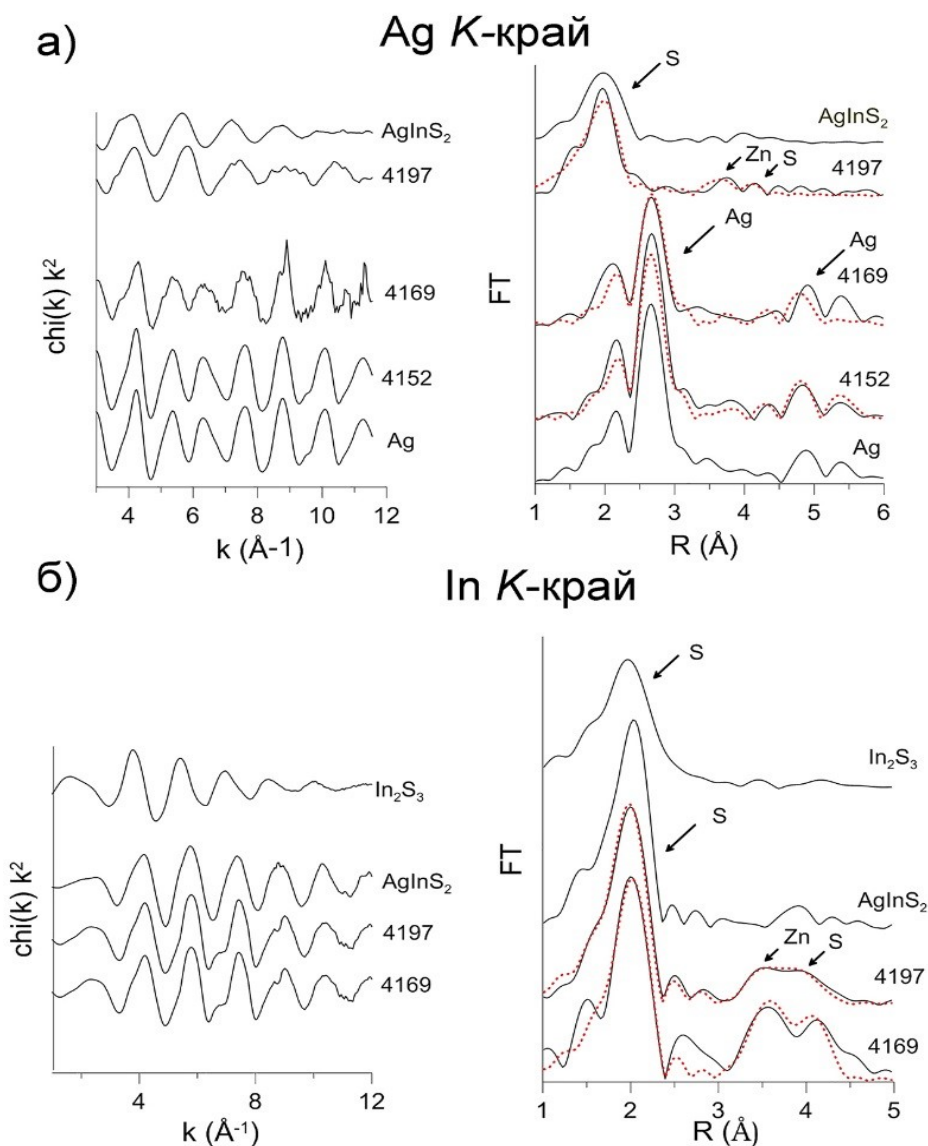 а)
Ag K-край
chi(k) k²
AgInS₂
4197
4169
4152
Ag
4 6 8 10 12
k (Å-1)
FT
S
AgInS₂
Zn
S
4197
Ag
Ag
4169
4152
Ag
1 2 3 4 5 6
R (Å)
б)
In K-край
chi(k) k²
In₂S₃
AgInS₂
4197
4169
4 8 12
k (Å⁻¹)
FT
S
In₂S₃
S
AgInS₂
Zn
S
4197
4169
1 2 3 4 5
R (Å)